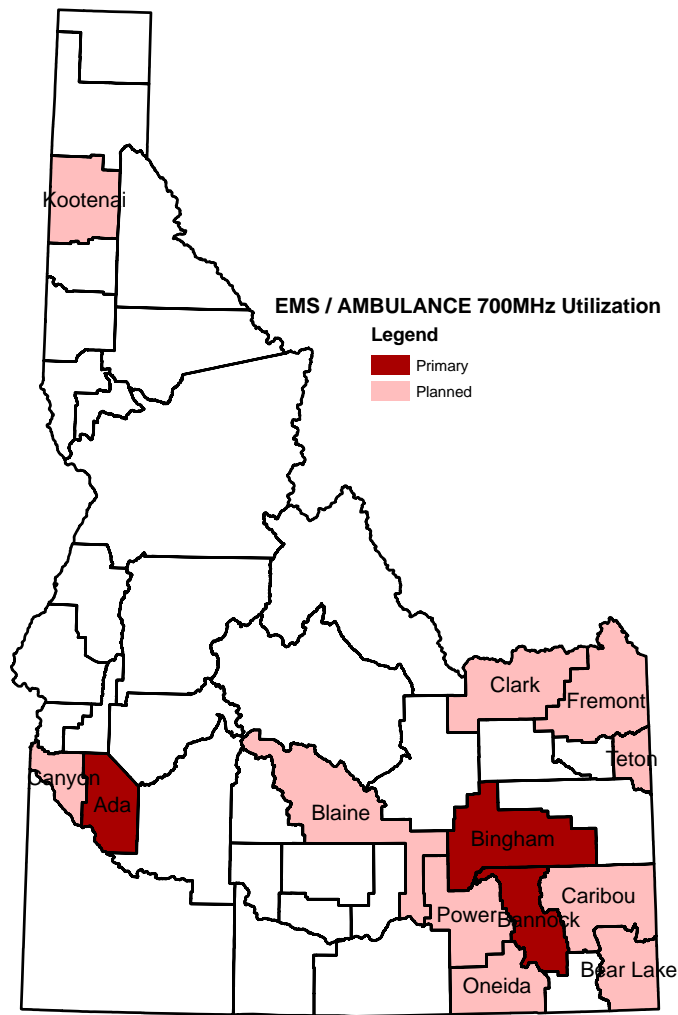 Kootenai
EMS / AMBULANCE 700MHz Utilization
Legend
Primary
Planned
Clark
Fremont
Teton
Canyon
Ada
Blaine
Bingham
Caribou
Power
Bannock
Bear Lake
Oneida